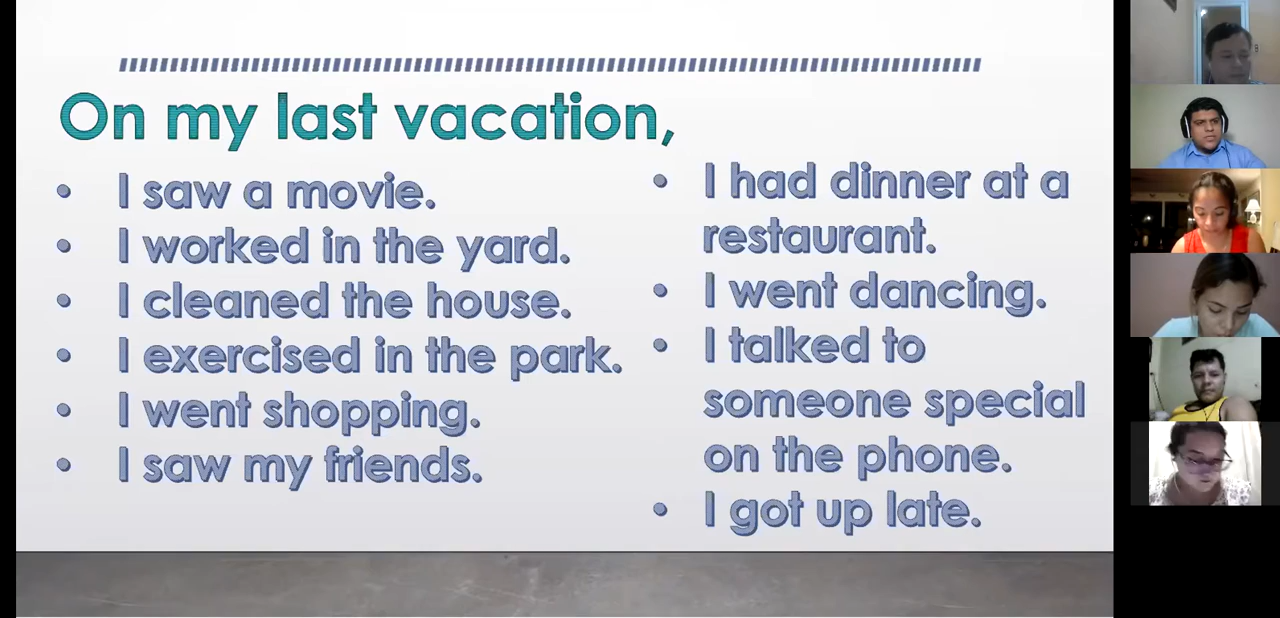 On my last vacation,
• I saw a movie.
• I worked in the yard.
• I cleaned the house.
• I exercised in the park.
• I went shopping.
• I saw my friends.
• I had dinner at a
restaurant.
• I went dancing.
• I talked to
someone special
on the phone.
• I got up late.